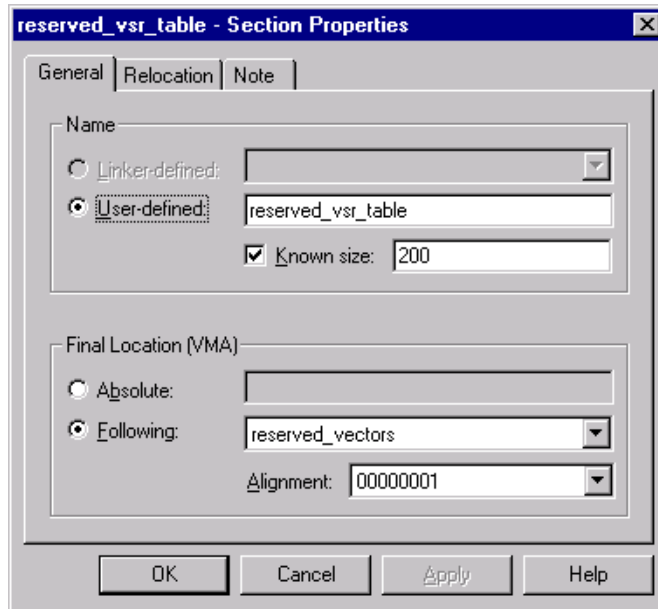 reserved_vsr_table - Section Properties
General Relocation Note
Name
Linker-defined:
User-defined: reserved_vsr_table
Known size: 200
Final Location (VMA)
Absolute:
Following: reserved_vectors
Alignment: 00000001
OK Cancel Apply Help